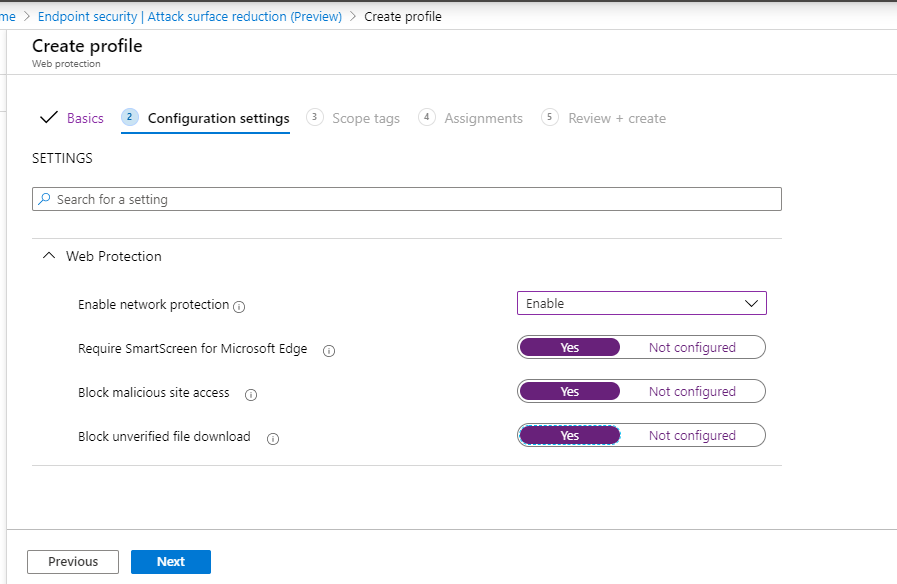 me > Endpoint security | Attack surface reduction (Preview) > Create profile
Create profile
Web protection
Basics 2 Configuration settings 3 Scope tags 4 Assignments 5 Review + create
SETTINGS
Search for a setting
Web Protection
Enable network protection Enable
Require SmartScreen for Microsoft Edge Yes Not configured
Block malicious site access Yes Not configured
Block unverified file download Yes Not configured
Previous Next